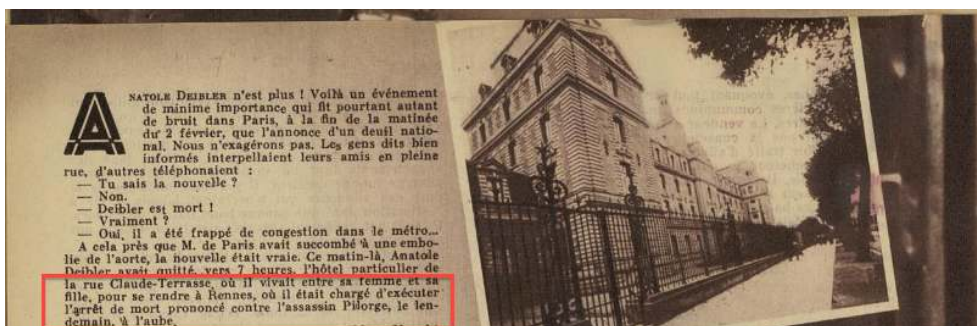 ANATOLE DEIBLER n'est plus ! Voilà un événement
de minime importance qui fit pourtant autant
de bruit dans Paris, à la fin de la matinée
du 2 février, que l'annonce d'un deuil natio-
nal. Nous n'exagérons pas. Les gens dits bien
informés interpellaient leurs amis en pleine
rue, d'autres téléphonaient :
— Tu sais la nouvelle ?
— Non.
— Deibler est mort !
— Vraiment ?
— Oui, il a été frappé de congestion dans le métro...
A cela près que M. de Paris avait succombé à une embo-
lie de l'aorte, la nouvelle était vraie. Ce matin-là, Anatole
Deibler avait quitté, vers 7 heures, l'hôtel particulier de
la rue Claude-Terrasse, où il vivait entre sa femme et sa
fille, pour se rendre à Rennes, où il était chargé d'exécuter
l'arrêt de mort prononcé contre l'assassin Pilorge, le len-
demain, à l'aube.